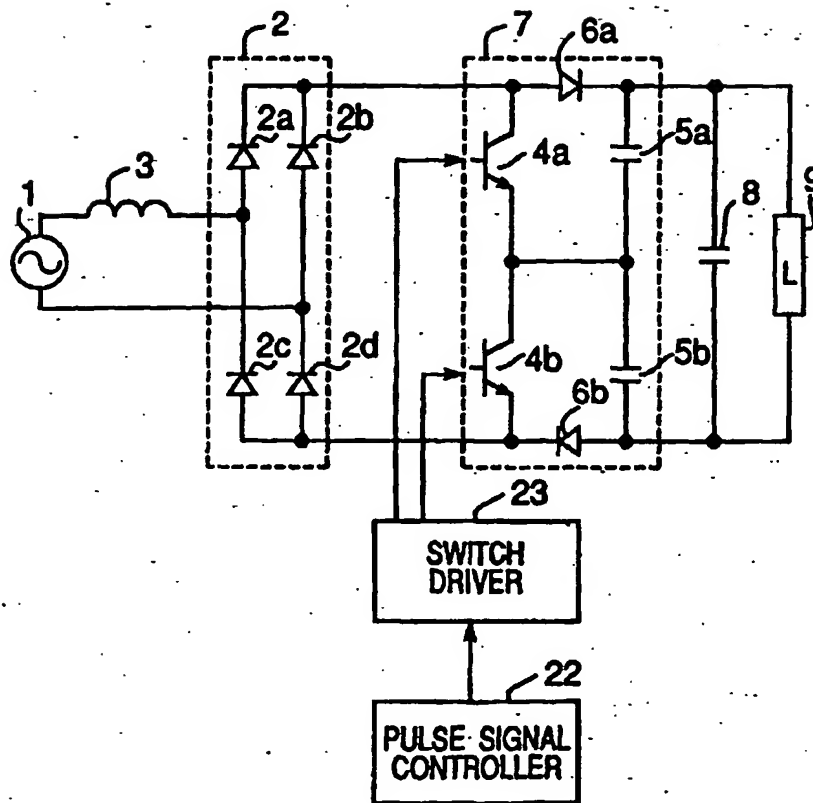 2
7
6a
2a
2b
4a
5a
3
1
8
9
L
2c
2d
4b
5b
6b
23
SWITCH
DRIVER
22
PULSE SIGNAL
CONTROLLER